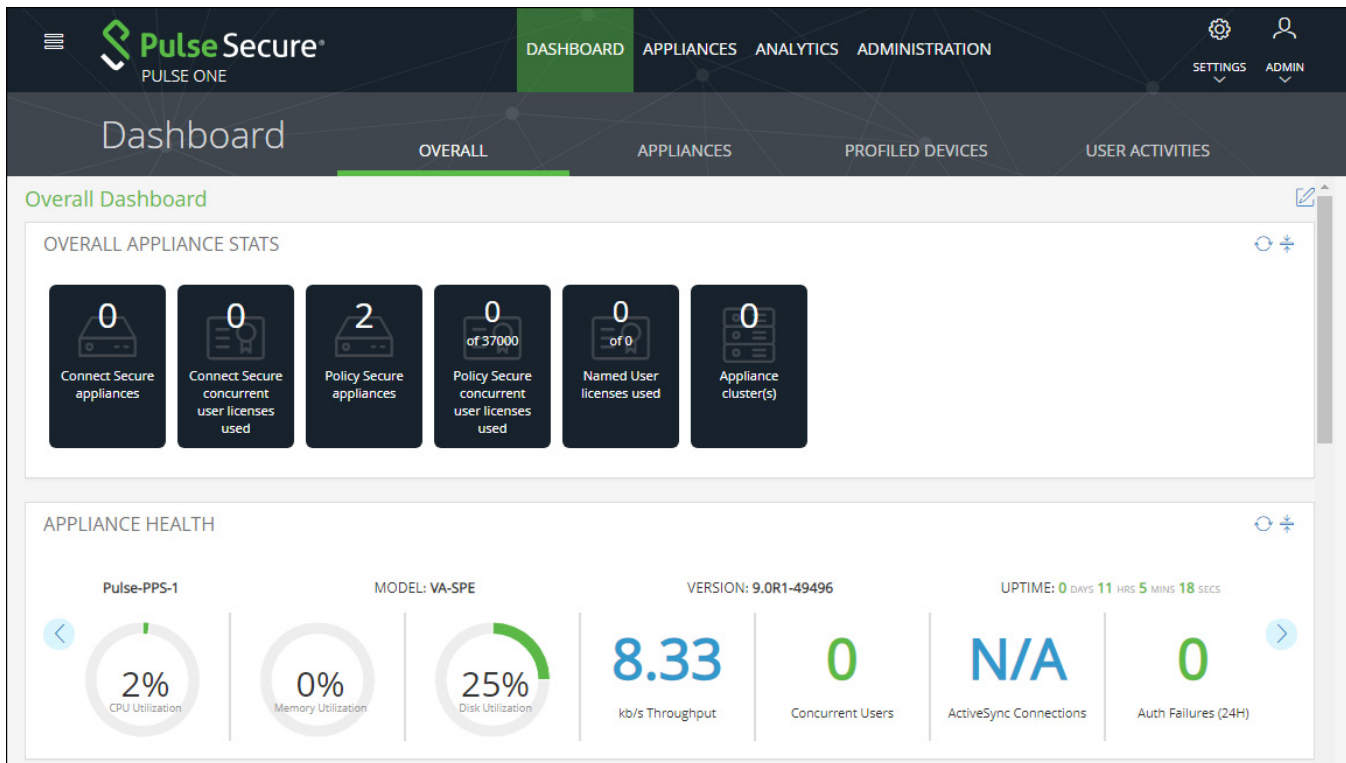 Pulse Secure®
PULSE ONE
DASHBOARD APPLIANCES ANALYTICS ADMINISTRATION
SETTINGS ADMIN
Dashboard
OVERALL APPLIANCES PROFILED DEVICES USER ACTIVITIES
Overall Dashboard
OVERALL APPLIANCE STATS
0
Connect Secure
appliances
0
Connect Secure
concurrent
user licenses
used
2
Policy Secure
appliances
0
of 37000
Policy Secure
concurrent
user licenses
used
0
of 0
Named User
licenses used
0
Appliance
cluster(s)
APPLIANCE HEALTH
Pulse-PPS-1 MODEL: VA-SPE VERSION: 9.0R1-49496 UPTIME: 0 DAYS 11 HRS 5 MINS 18 SECS
2%
CPU Utilization
0%
Memory Utilization
25%
Disk Utilization
8.33
kb/s Throughput
0
Concurrent Users
N/A
ActiveSync Connections
0
Auth Failures (24H)